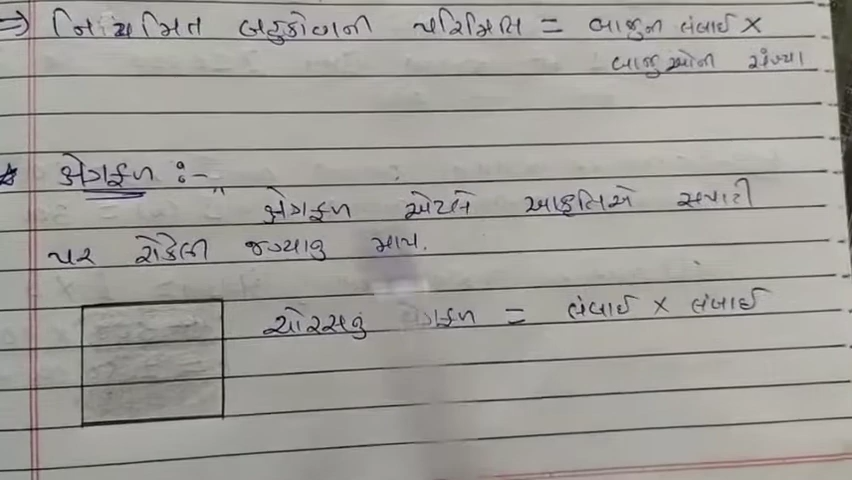 ⇒ નિયમિત બહુકોણની પરિમિતિ = બાજુની લંબાઈ ×
બાજુઓની સંખ્યા
* ક્ષેત્રફળ :-
ક્ષેત્રફળ એટલે આકૃતિએ સપાટી
પર રોકેલી જગ્યાનું માપ.
ચોરસનું = લંબાઈ × લંબાઈ